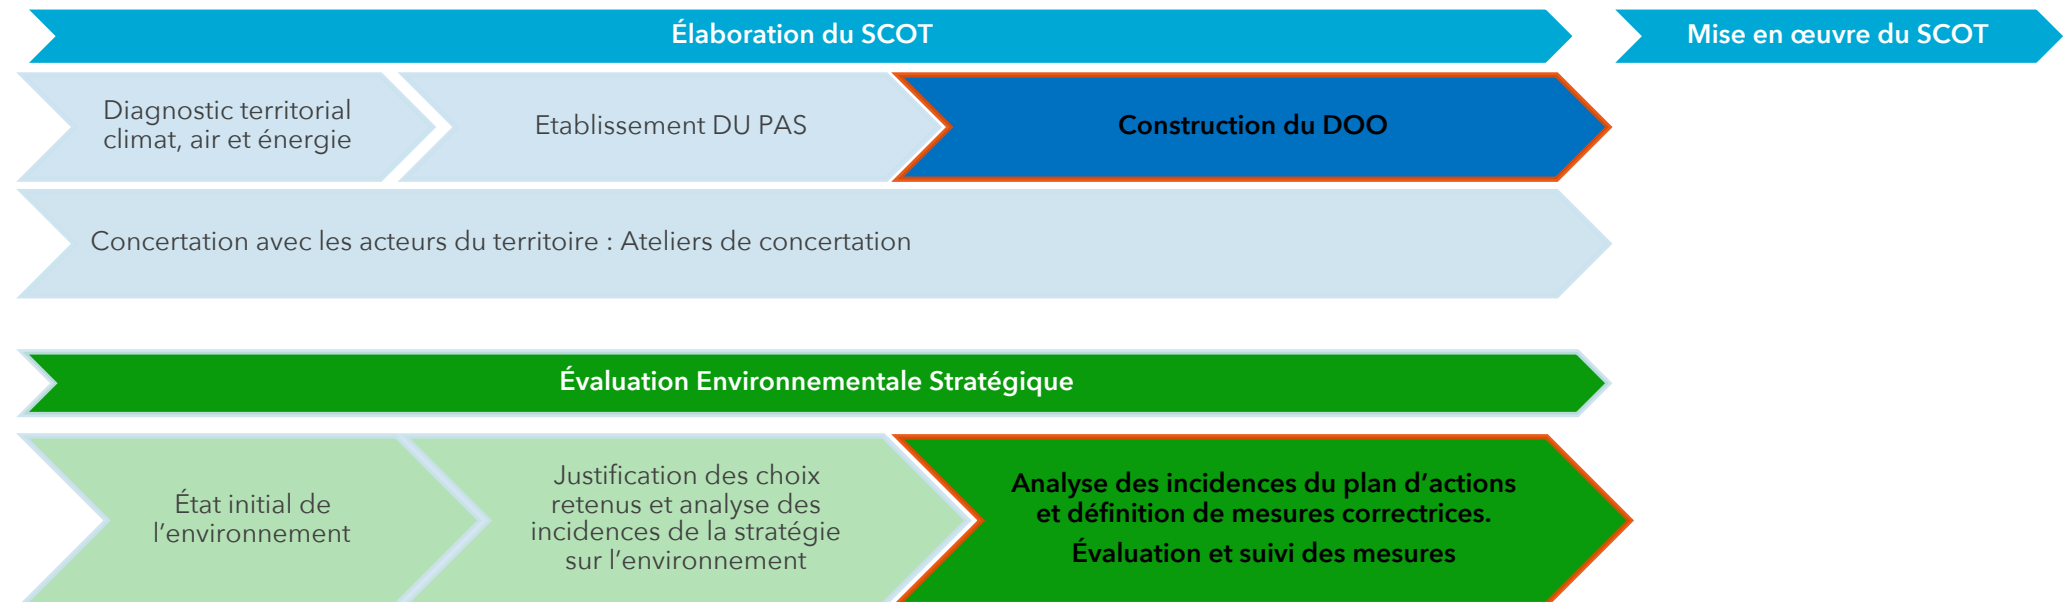 Élaboration du SCOT
Mise en œuvre du SCOT
Diagnostic territorial
climat, air et énergie
Etablissement DU PAS
Construction du DOO
Concertation avec les acteurs du territoire : Ateliers de concertation
Évaluation Environnementale Stratégique
État initial de
l’environnement
Justification des choix
retenus et analyse des
incidences de la stratégie
sur l’environnement
Analyse des incidences du plan d’actions
et définition de mesures correctrices.
Évaluation et suivi des mesures